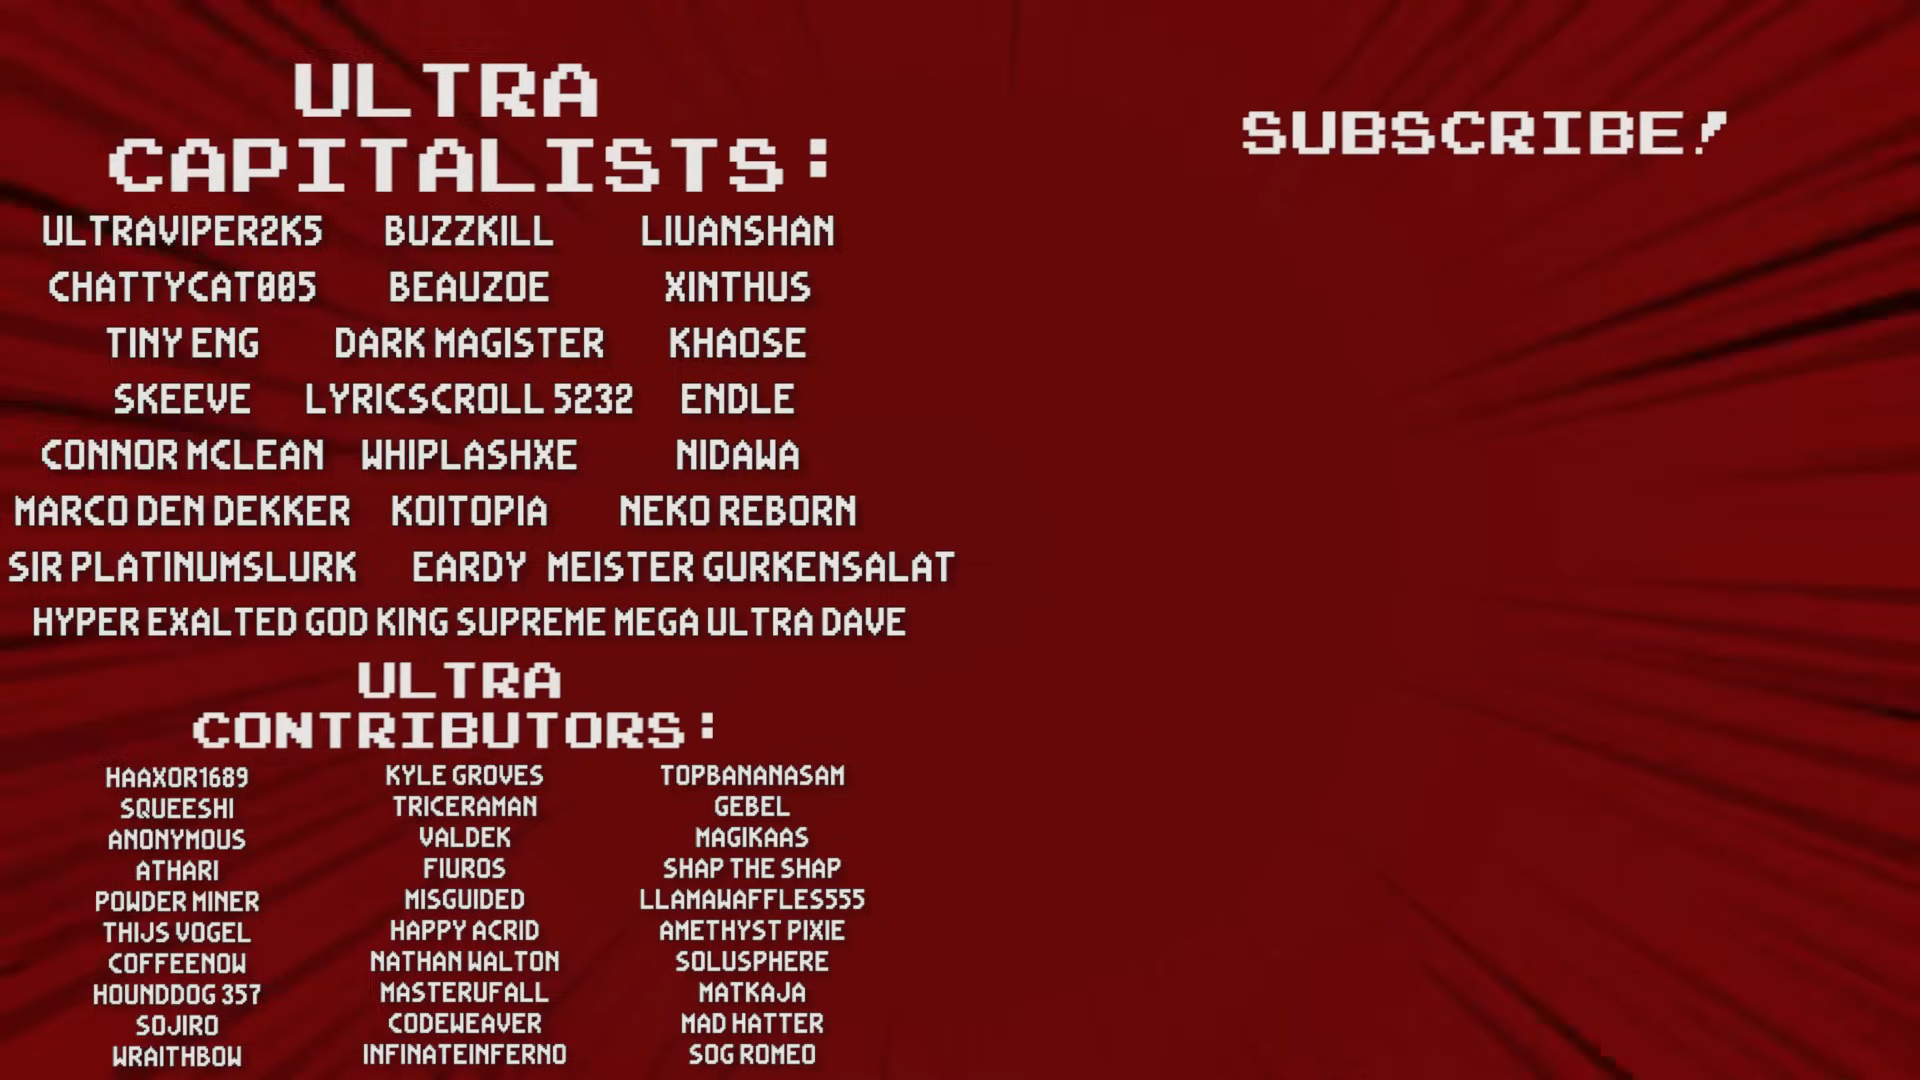 ULTRA
CAPITALISTS:
SUBSCRIBE!
ULTRAVIPER2K5 BUZZKILL LIUANSHAN
CHATTYCAT005 BEAUZOE XINTHUS
TINY ENG DARK MAGISTER KHAOSE
SKEEVE LYRICSCROLL 5232 ENDLE
CONNOR MCLEAN WHIPLASHXE NIDAWA
MARCO DEN DEKKER KOITOPIA NEKO REBORN
SIR PLATINUMSLURK EARDY MEISTER GURKENSALAT
HYPER EXALTED GOD KING SUPREME MEGA ULTRA DAVE
ULTRA
CONTRIBUTORS:
HAAXOR1689 KYLE GROVES TOPBANANASAM
SQUEESHI TRICERAMAN GEBEL
ANONYMOUS VALDEK MAGIKAAS
ATHARI FIUROS SHAP THE SHAP
POWDER MINER MISGUIDED LLAMAWAFFLES555
THIJS VOGEL HAPPY ACRID AMETHYST PIXIE
COFFEENOW NATHAN WALTON SOLUSPHERE
HOUNDDOG 357 MASTERUFALL MATKAJA
SOJIRO CODEWEAVER MAD HATTER
WRAITHBOW INFINATEINFERNO SOG ROMEO